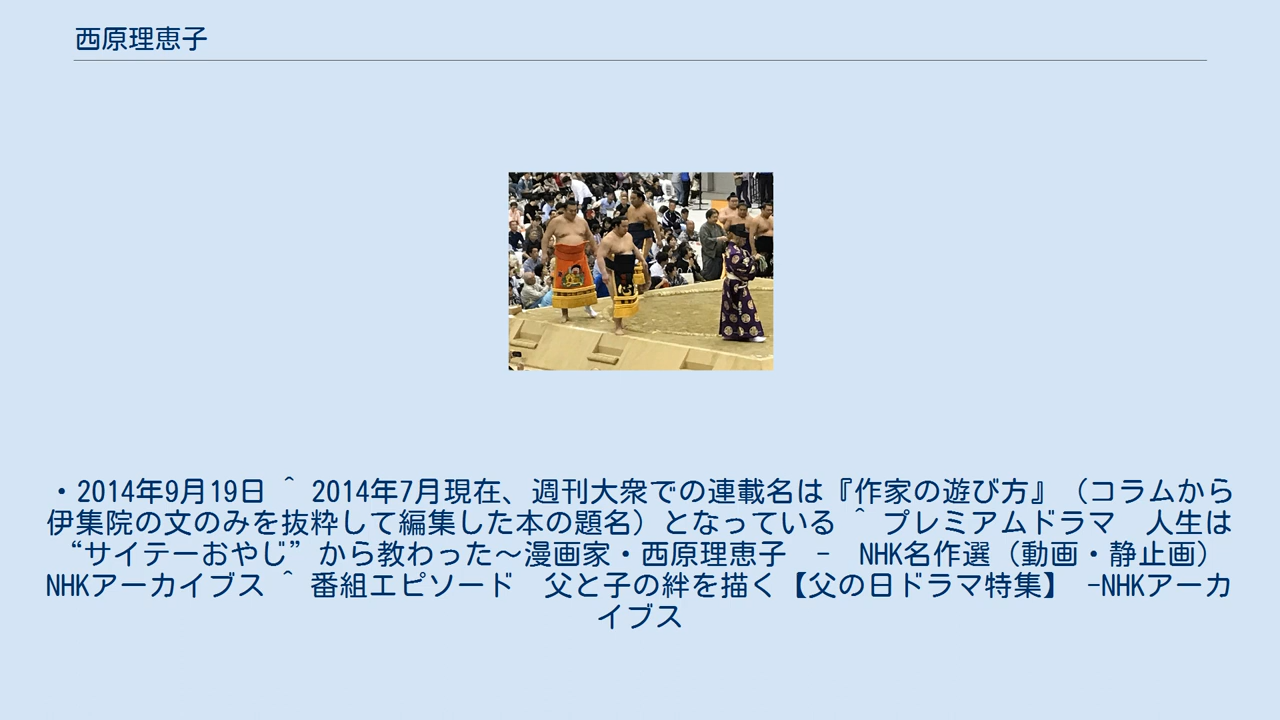 西原理恵子
・2014年9月19日 ^ 2014年7月現在、週刊大衆での連載名は『作家の遊び方』（コラムから
伊集院の文のみを抜粋して編集した本の題名）となっている ^ プレミアムドラマ　人生は
“サイテーおやじ”から教わった～漫画家・西原理恵子　-　NHK名作選（動画・静止画）
NHKアーカイブス ^ 番組エピソード　父と子の絆を描く【父の日ドラマ特集】 -NHKアーカ
イブス